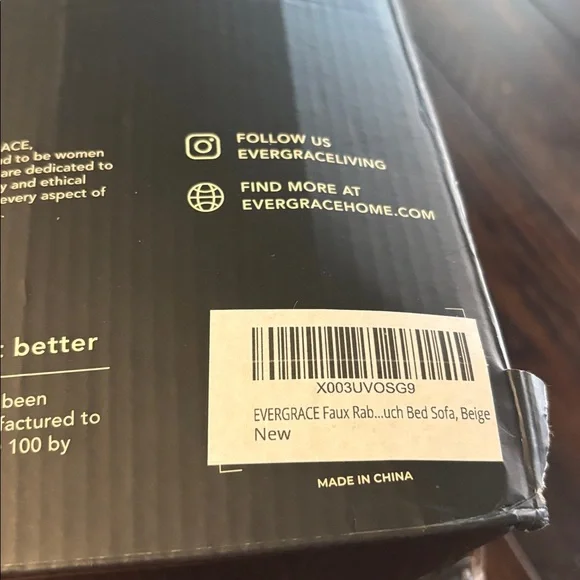 ACE,
d to be women
are dedicated to
y and ethical
every aspect of
FOLLOW US
EVERGRACELIVING
FIND MORE AT
EVERGRACEHOME.COM
better
been
factured to
100 by
X003UVOSG9
EVERGRACE Faux Rab...uch Bed Sofa, Beige
New
MADE IN CHINA